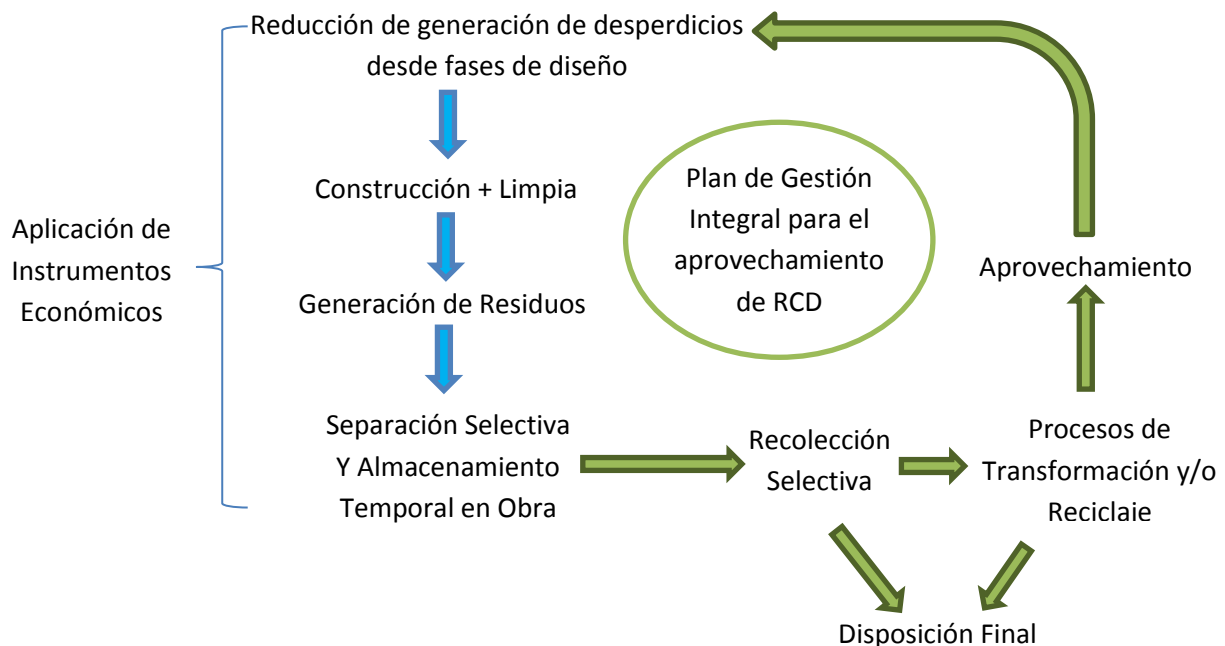 Reducción de generación de desperdicios
desde fases de diseño
Construcción + Limpia
Generación de Residuos
Separación Selectiva
Y Almacenamiento
Temporal en Obra
Aplicación de
Instrumentos
Económicos
Plan de Gestión
Integral para el
aprovechamiento
de RCD
Recolección
Selectiva
Procesos de
Transformación y/o
Reciclaje
Aprovechamiento
Disposición Final